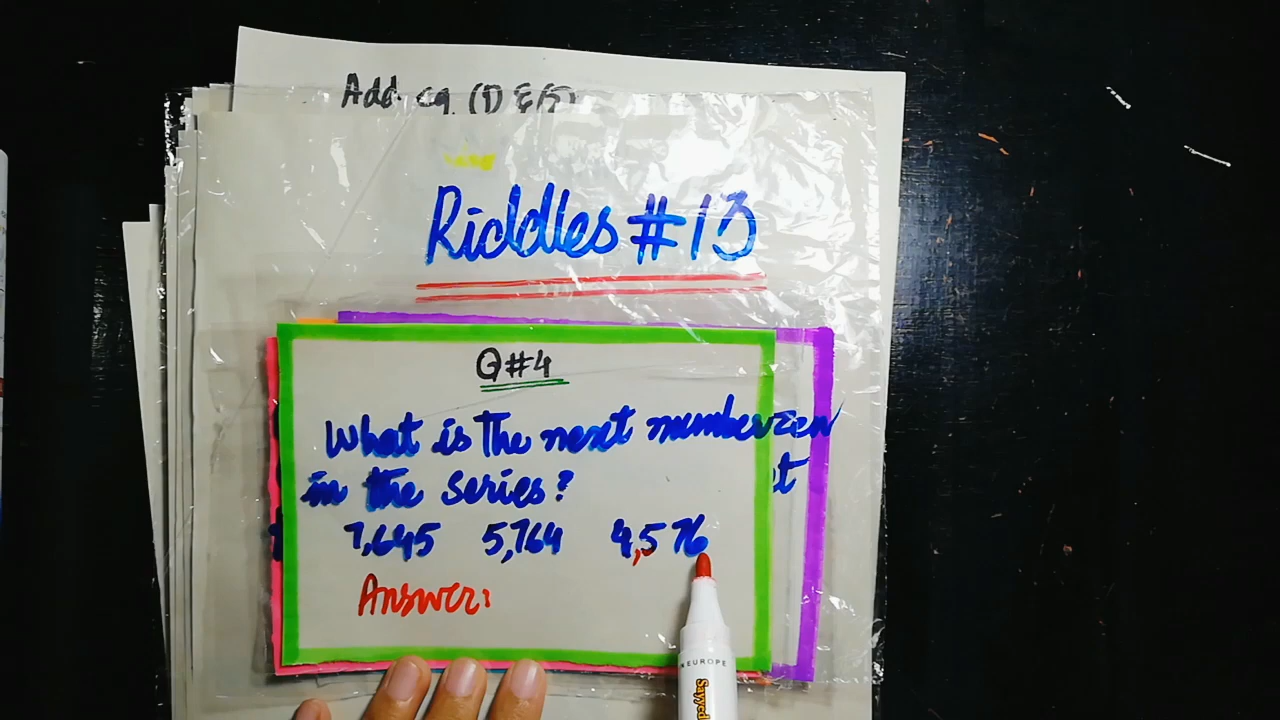 Add eq. (1) & (5)
Riddles #13
Q#4
What is the next number
in the series?
7,645 5,764 4,576
Answer:
EUROPE
Sayyed